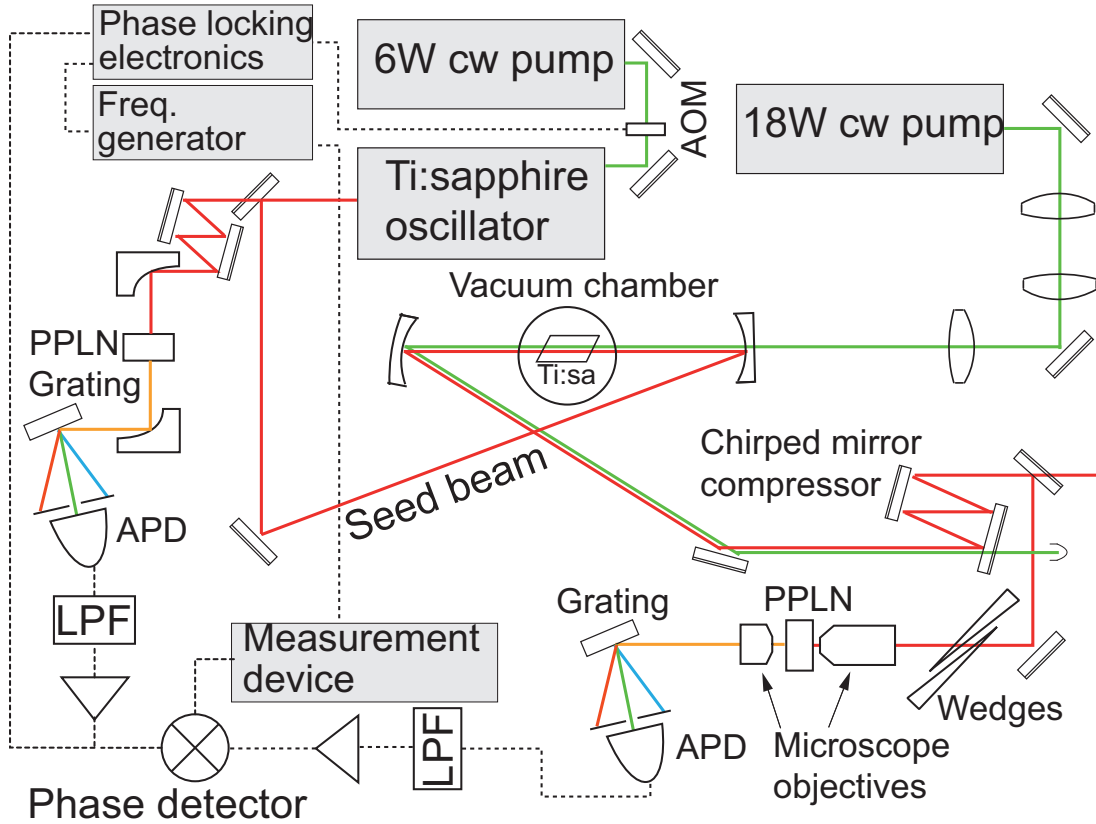 Phase locking
electronics
6W cw pump
AOM
18W cw pump
Freq.
generator
Ti:sapphire
oscillator
Vacuum chamber
Ti:sa
PPLN
Grating
Seed beam
Chirped mirror
compressor
APD
LPF
Grating
PPLN
Measurement
device
Wedges
LPF
APD
Microscope
objectives
Phase detector